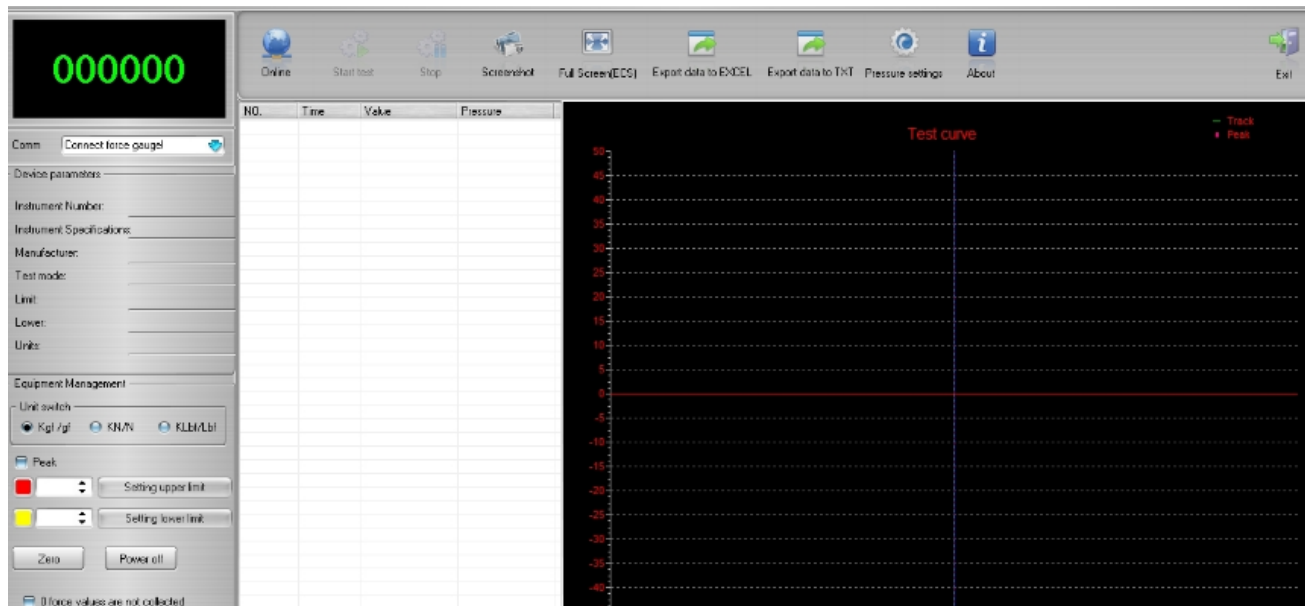 000000
Online
Start test
Stop
Screenshot
Full Screen(ECS)
Export data to EXCEL
Export data to TXT
Pressure settings
About
Exit
Comm
Connect force gauge!
Device parameters
Instrument Number:
Instrument Specifications:
Manufacturer:
Test mode:
Limit:
Lower:
Units:
Equipment Management
Unit switch
Kgf/gf
KN/N
KLbf/Lbf
Peak
Setting upper limit
Setting lower limit
Zero
Power off
0 force values are not collected
NO. Time Value Pressure
Test curve
Track
Peak
50
45
40
35
30
25
20
15
10
5
0
-5
-10
-15
-20
-25
-30
-35
-40